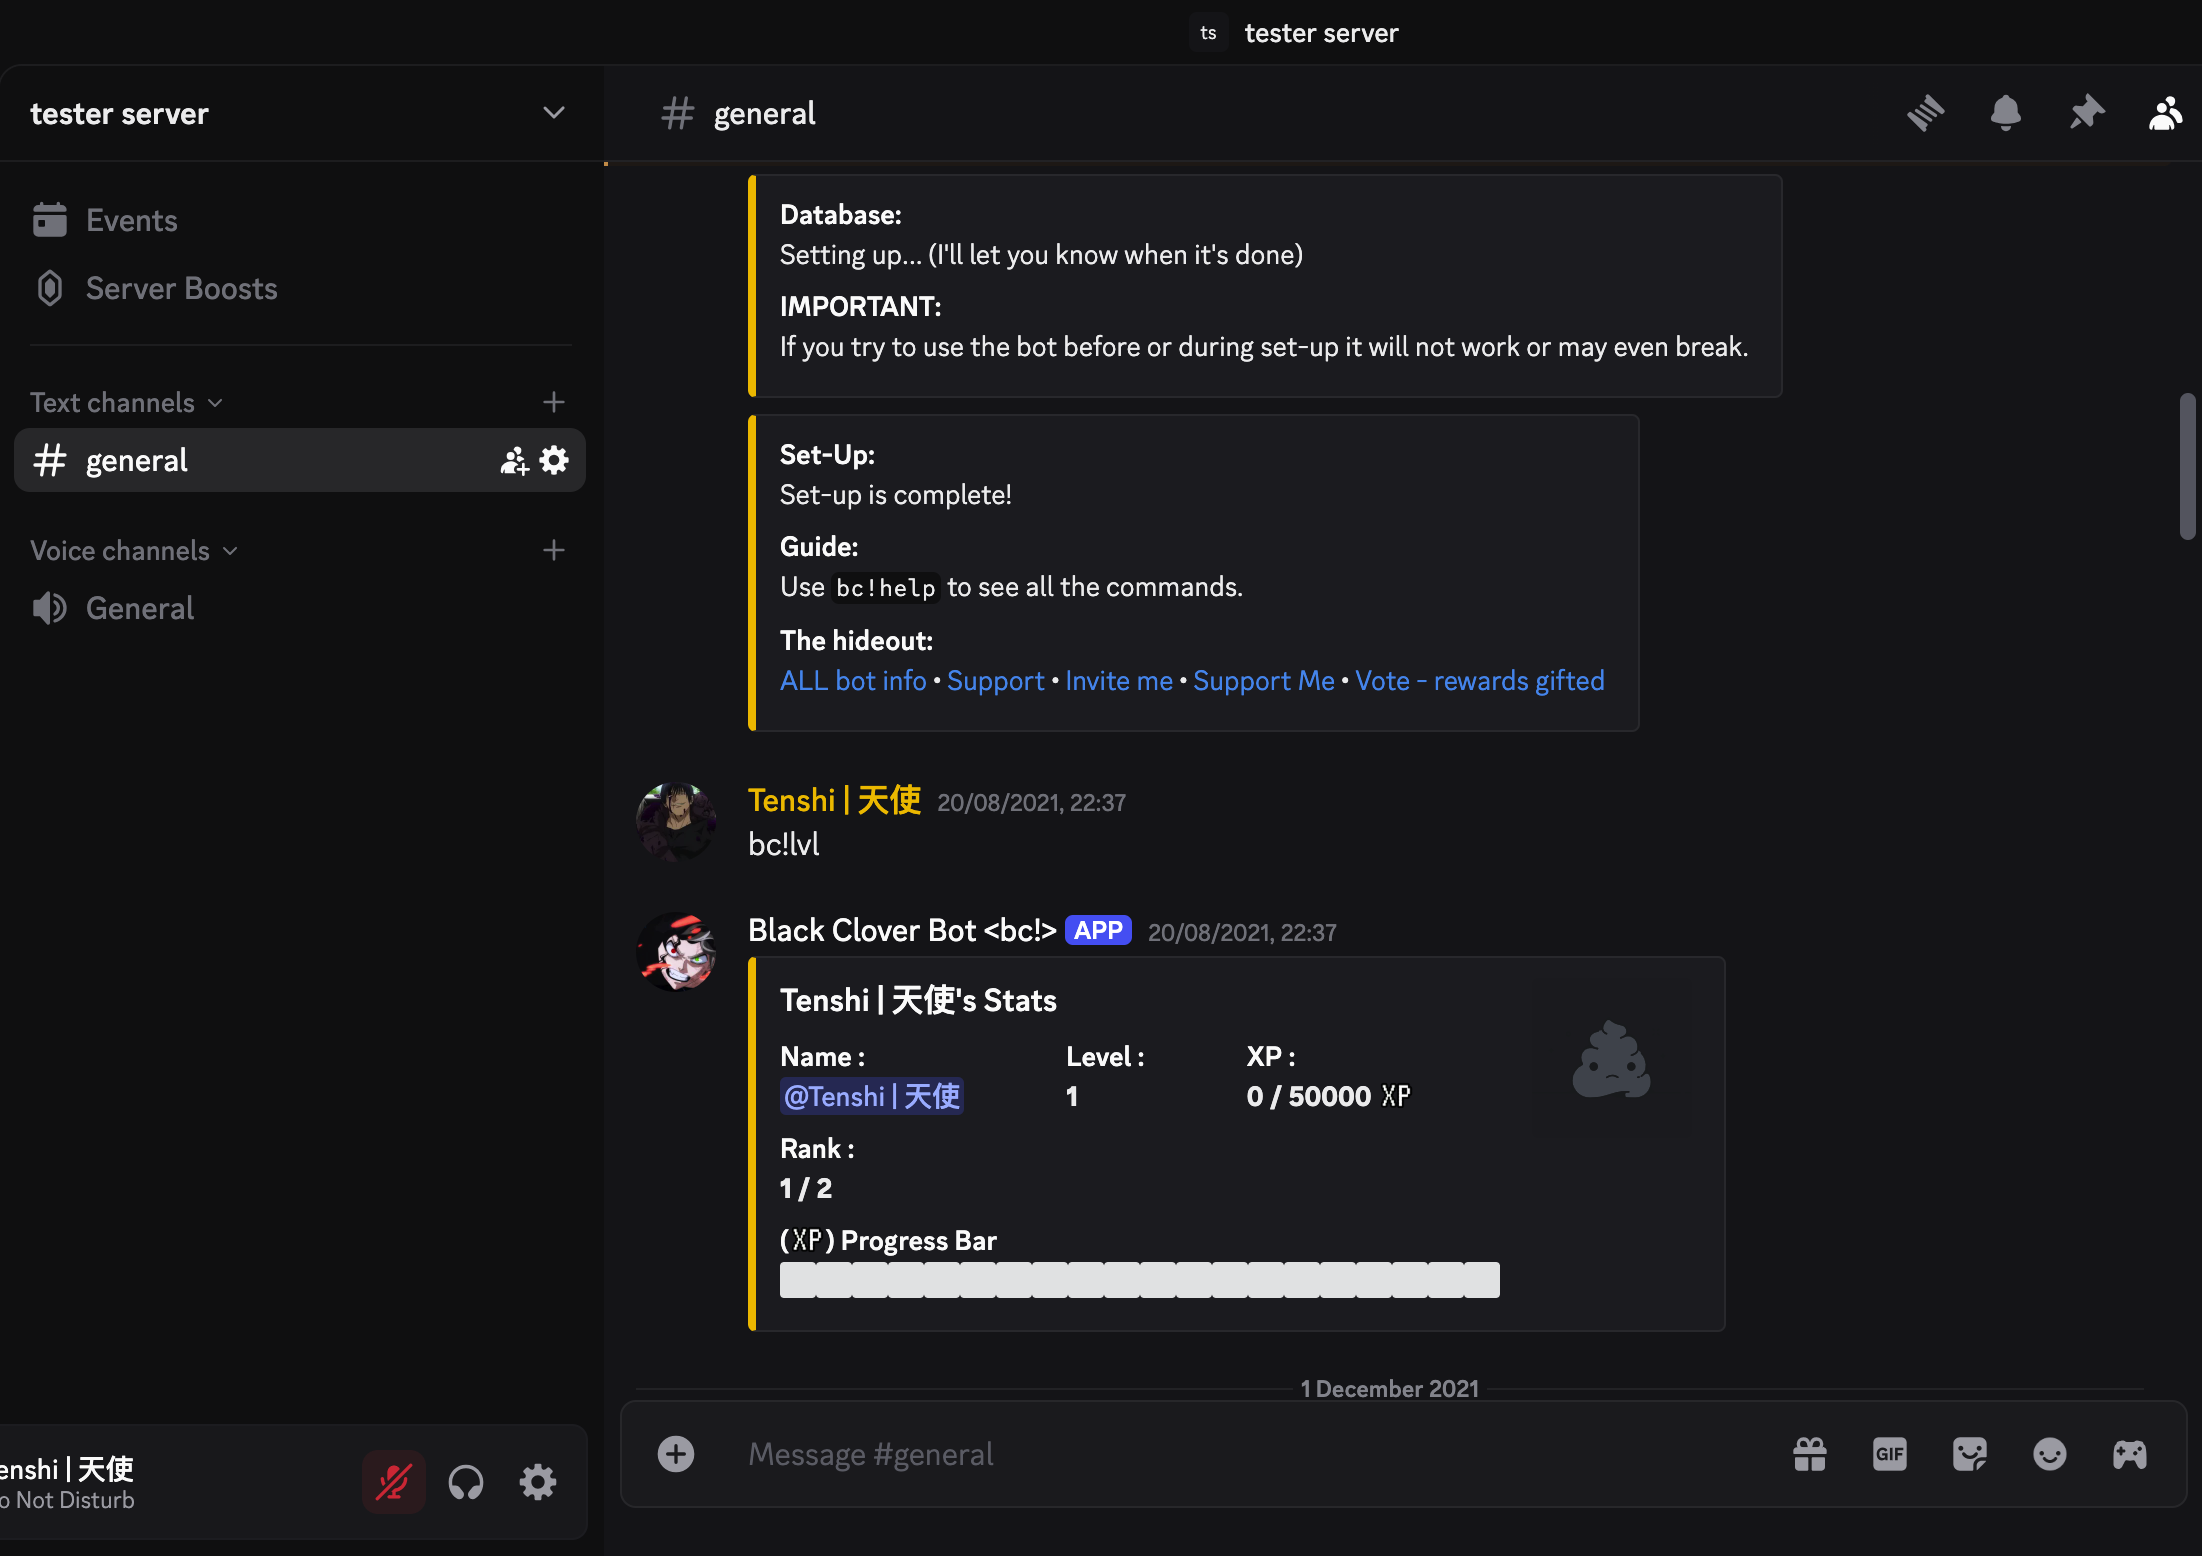 ts tester server
tester server
Events
Server Boosts
Text channels
general
Voice channels
General
enshi | 天使
o Not Disturb
general
Database:
Setting up... (I'll let you know when it's done)
IMPORTANT:
If you try to use the bot before or during set-up it will not work or may even break.
Set-Up:
Set-up is complete!
Guide:
Use bc!help to see all the commands.
The hideout:
ALL bot info • Support • Invite me • Support Me • Vote - rewards gifted
Tenshi | 天使 20/08/2021, 22:37
bc!lvl
Black Clover Bot <bc!> APP 20/08/2021, 22:37
Tenshi | 天使's Stats
Name : Level : XP :
@Tenshi | 天使 1 0 / 50000 XP
Rank :
1 / 2
(XP) Progress Bar
1 December 2021
Message #general
GIF